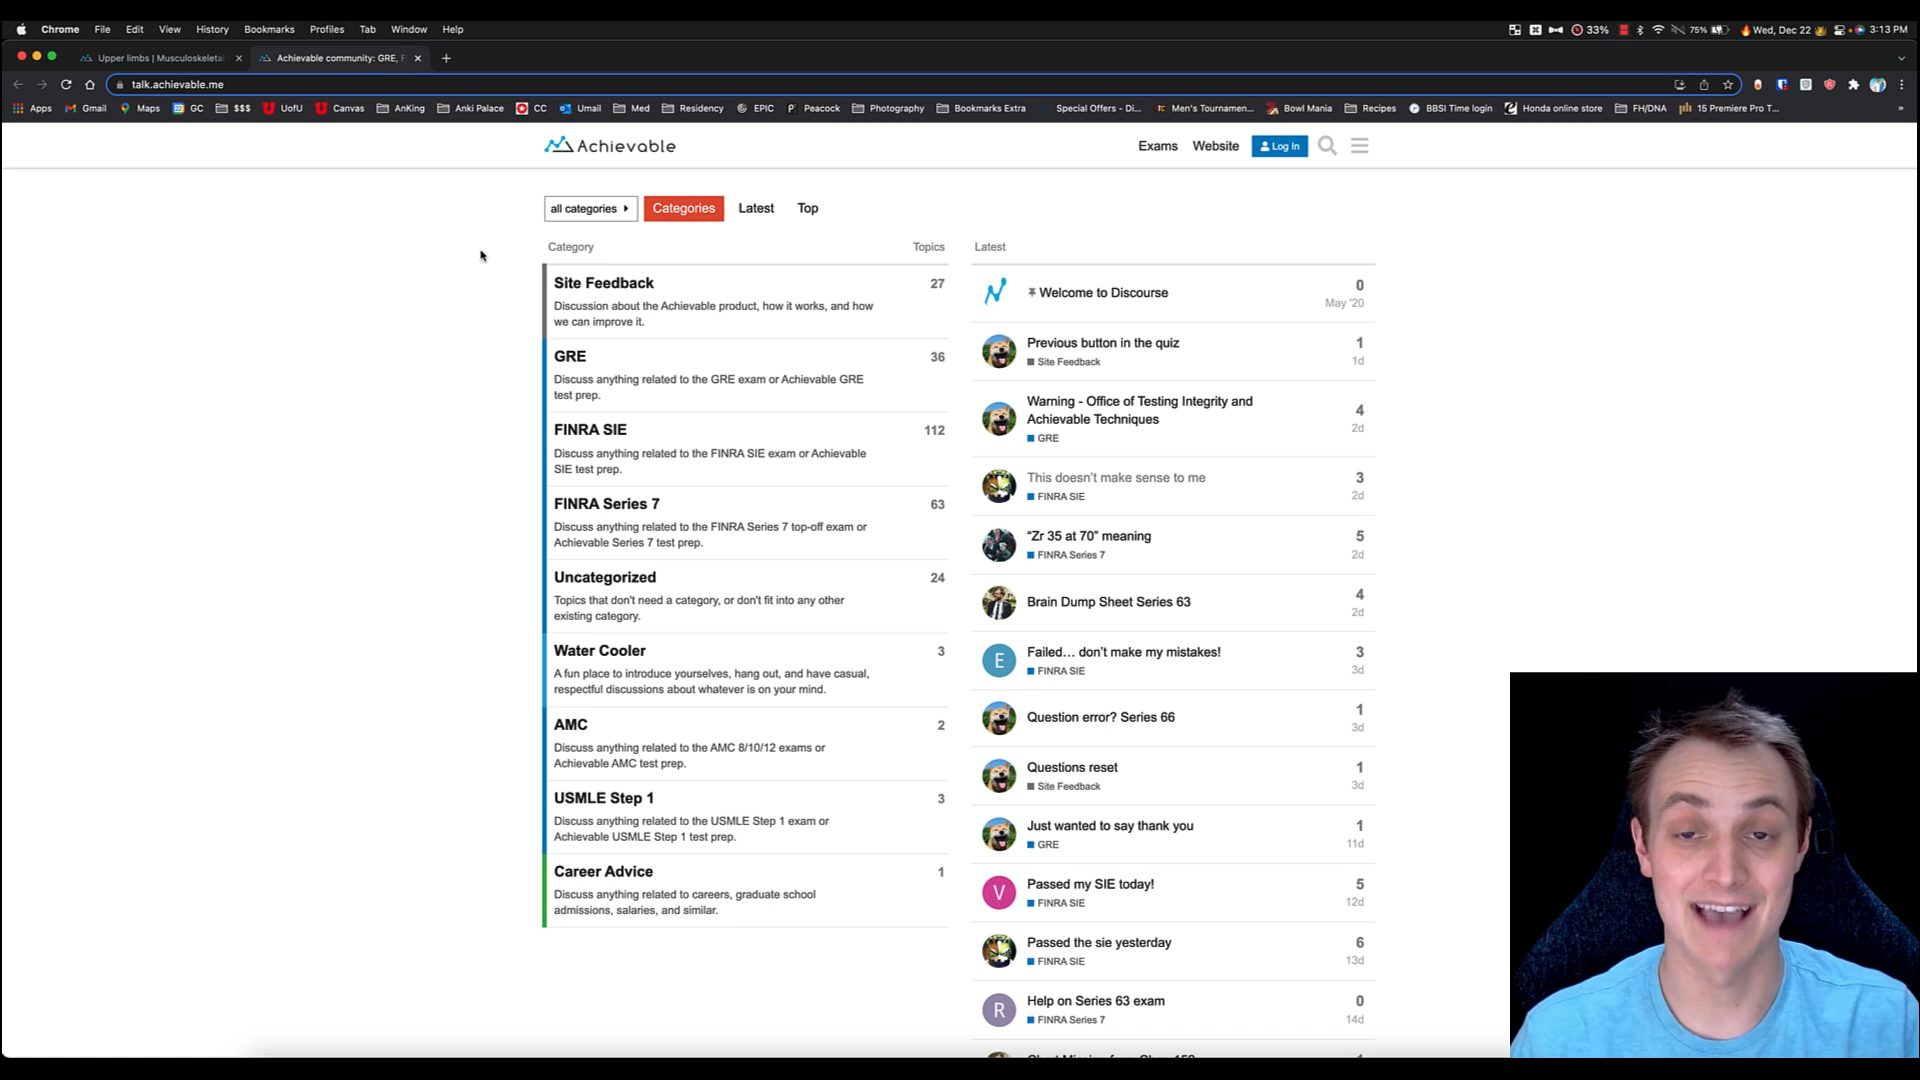 Chrome File Edit View History Bookmarks Profiles Tab Window Help
33% 75% Wed, Dec 22 3:13 PM
Upper limbs | Musculoskeletal
Achievable community: GRE, F
talk.achievable.me
Apps Gmail Maps GC $$$ UofU Canvas AnKing Anki Palace CC Umail Med Residency EPIC Peacock Photography Bookmarks Extra Special Offers - Di... Men's Tournamen... Bowl Mania Recipes BBSI Time login Honda online store FH/DNA 15 Premiere Pro T... »
Achievable
Exams Website Log In
all categories Categories Latest Top
Category Topics
Site Feedback 27
Discussion about the Achievable product, how it works, and how
we can improve it.
GRE 36
Discuss anything related to the GRE exam or Achievable GRE
test prep.
FINRA SIE 112
Discuss anything related to the FINRA SIE exam or Achievable
SIE test prep.
FINRA Series 7 63
Discuss anything related to the FINRA Series 7 top-off exam or
Achievable Series 7 test prep.
Uncategorized 24
Topics that don't need a category, or don't fit into any other
existing category.
Water Cooler 3
A fun place to introduce yourselves, hang out, and have casual,
respectful discussions about whatever is on your mind.
AMC 2
Discuss anything related to the AMC 8/10/12 exams or
Achievable AMC test prep.
USMLE Step 1 3
Discuss anything related to the USMLE Step 1 exam or
Achievable USMLE Step 1 test prep.
Career Advice 1
Discuss anything related to careers, graduate school
admissions, salaries, and similar.
Latest
Welcome to Discourse 0
May '20
Previous button in the quiz 1
Site Feedback 1d
Warning - Office of Testing Integrity and
Achievable Techniques 4
GRE 2d
This doesn't make sense to me 3
FINRA SIE 2d
“Zr 35 at 70” meaning 5
FINRA Series 7 2d
Brain Dump Sheet Series 63 4
2d
E
Failed… don't make my mistakes! 3
FINRA SIE 3d
Question error? Series 66 1
3d
Questions reset 1
Site Feedback 3d
Just wanted to say thank you 1
GRE 11d
V
Passed my SIE today! 5
FINRA SIE 12d
Passed the sie yesterday 6
FINRA SIE 13d
R
Help on Series 63 exam 0
FINRA Series 7 14d